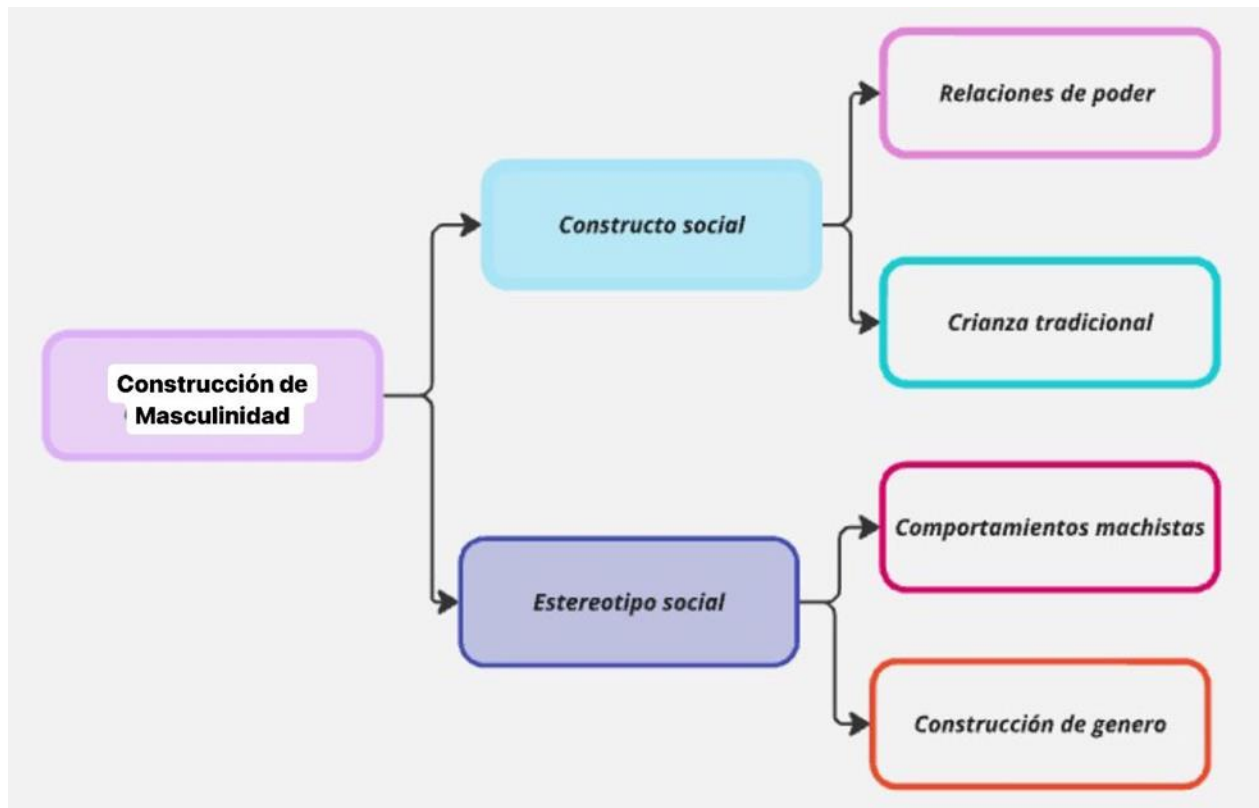 Relaciones de poder
Constructo social
Crianza tradicional
Construcción de
Masculinidad
Comportamientos machistas
Estereotipo social
Construcción de genero